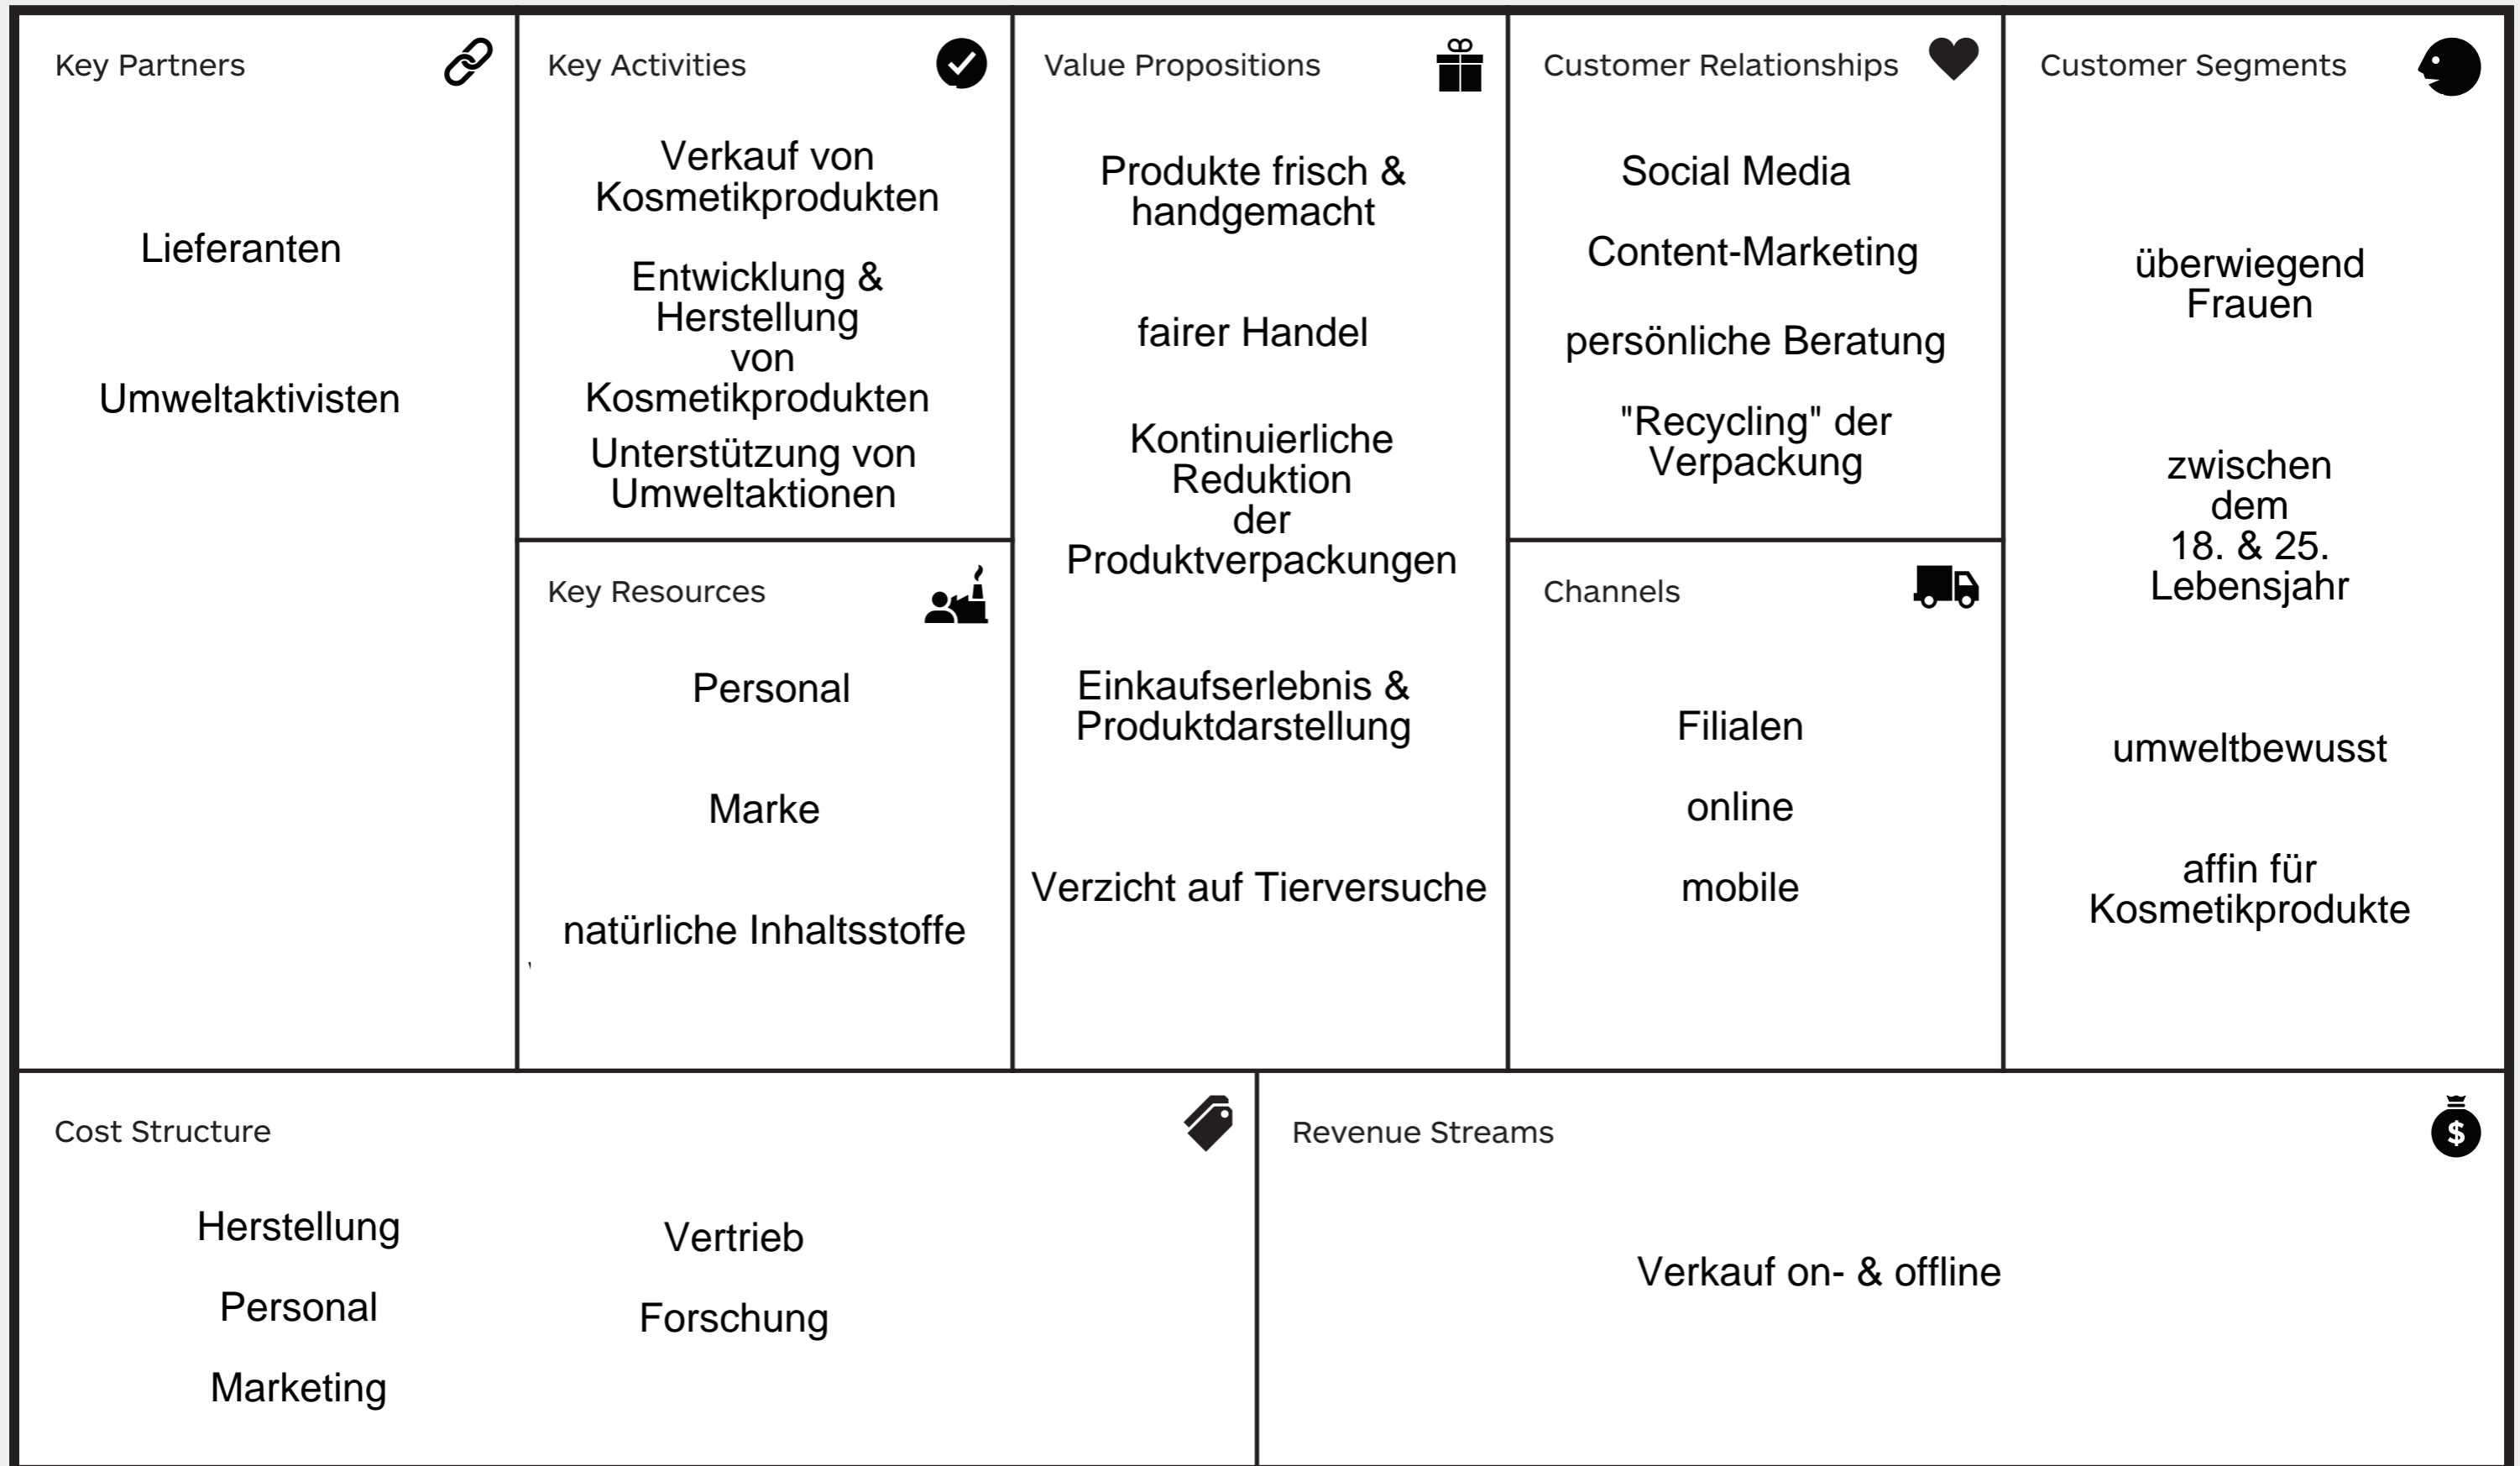 Key Partners
Lieferanten
Umweltaktivisten
Key Activities
Verkauf von
Kosmetikprodukten
Entwicklung &
Herstellung
von
Kosmetikprodukten
Unterstützung von
Umweltaktionen
Key Resources
Personal
Marke
natürliche Inhaltsstoffe
Value Propositions
Produkte frisch &
handgemacht
fairer Handel
Kontinuierliche
Reduktion
der
Produktverpackungen
Einkaufserlebnis &
Produktdarstellung
Verzicht auf Tierversuche
Customer Relationships
Social Media
Content-Marketing
persönliche Beratung
"Recycling" der
Verpackung
Channels
Filialen
online
mobile
Customer Segments
überwiegend
Frauen
zwischen
dem
18. & 25.
Lebensjahr
umweltbewusst
affin für
Kosmetikprodukte
Cost Structure
Herstellung
Personal
Marketing
Vertrieb
Forschung
Revenue Streams
$
Verkauf on- & offline